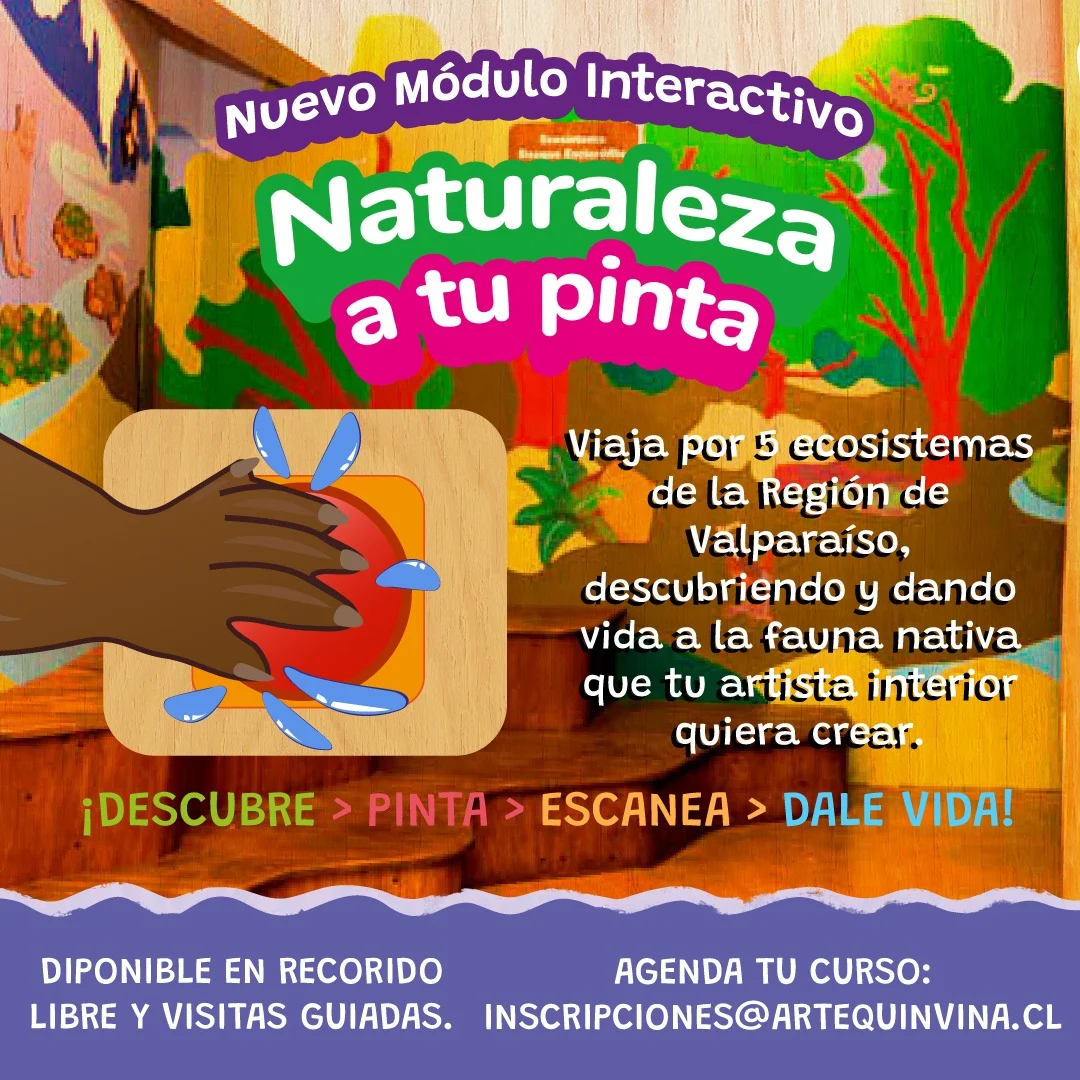 Nuevo Módulo Interactivo
Naturaleza
a tu pinta
Viaja por 5 ecosistemas
de la Región de
Valparaíso,
descubriendo y dando
vida a la fauna nativa
que tu artista interior
quiera crear.
¡DESCUBRE > PINTA > ESCANEA > DALE VIDA!
DIPONIBLE EN RECORIDO
LIBRE Y VISITAS GUIADAS.
AGENDA TU CURSO:
INSCRIPCIONES@ARTEQUINVINA.CL